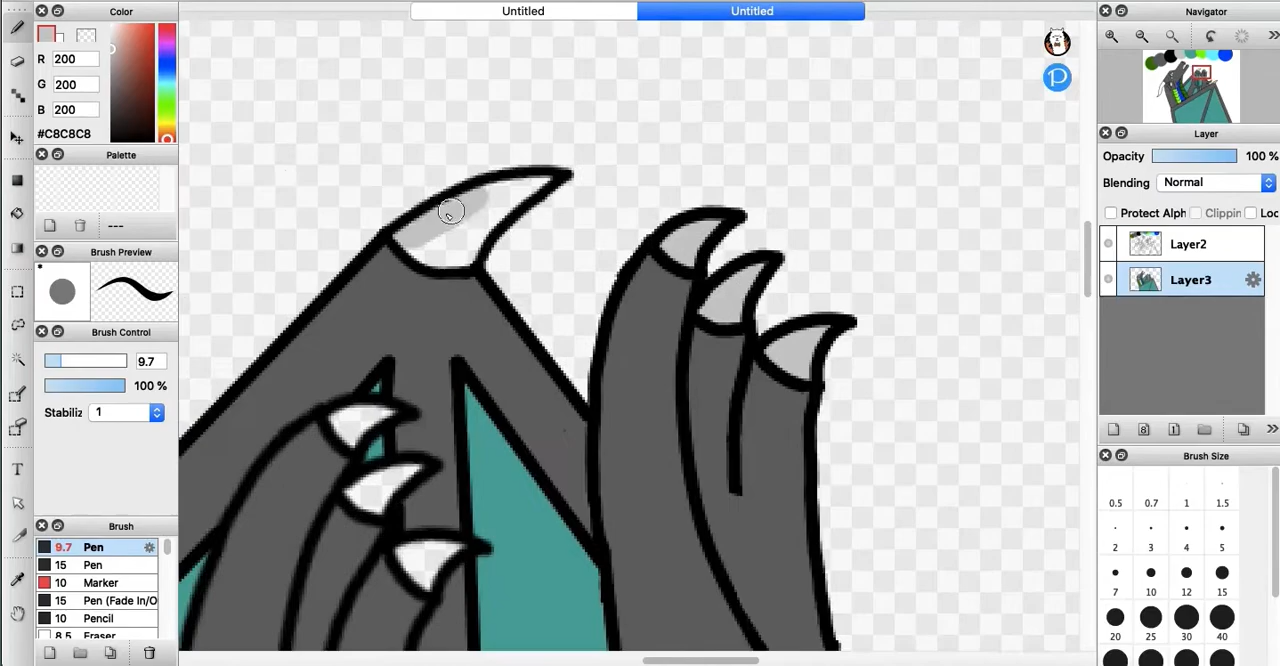 Untitled
Untitled
Color
R 200
G 200
B 200
#C8C8C8
Palette
---
Brush Preview
Brush Control
9.7
100 %
Stabiliz 1
Brush
9.7 Pen
15 Pen
10 Marker
15 Pen (Fade In/O
10 Pencil
8.5 Eraser
T
Navigator
Layer
Opacity 100 %
Blending Normal
Protect Alph Clippin Loc
Layer2
Layer3
8 1
Brush Size
0.5 0.7 1 1.5
2 3 4 5
7 10 12 15
20 25 30 40